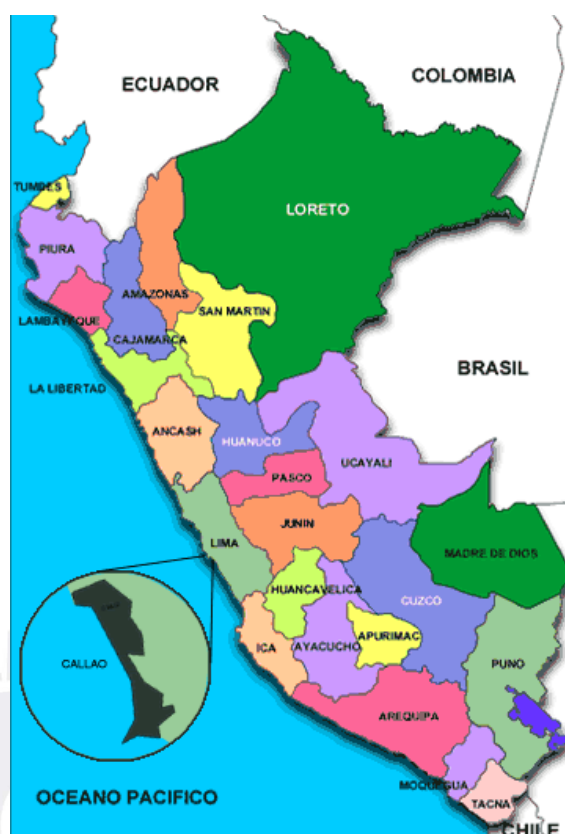 ECUADOR
COLOMBIA
TUMBES
LORETO
PIURA
AMAZONAS
SAN MARTIN
LAMBAYEQUE
CAJAMARCA
BRASIL
LA LIBERTAD
ANCASH
HUANUCO
UCAYALI
PASCO
LIMA
JUNIN
MADRE DE DIOS
HUANCAVELICA
CUZCO
CALLAO
ICA
AYACUCHO
APURIMAC
PUNO
AREQUIPA
MOQUEGUA
OCEANO PACIFICO
TACNA
CHILE